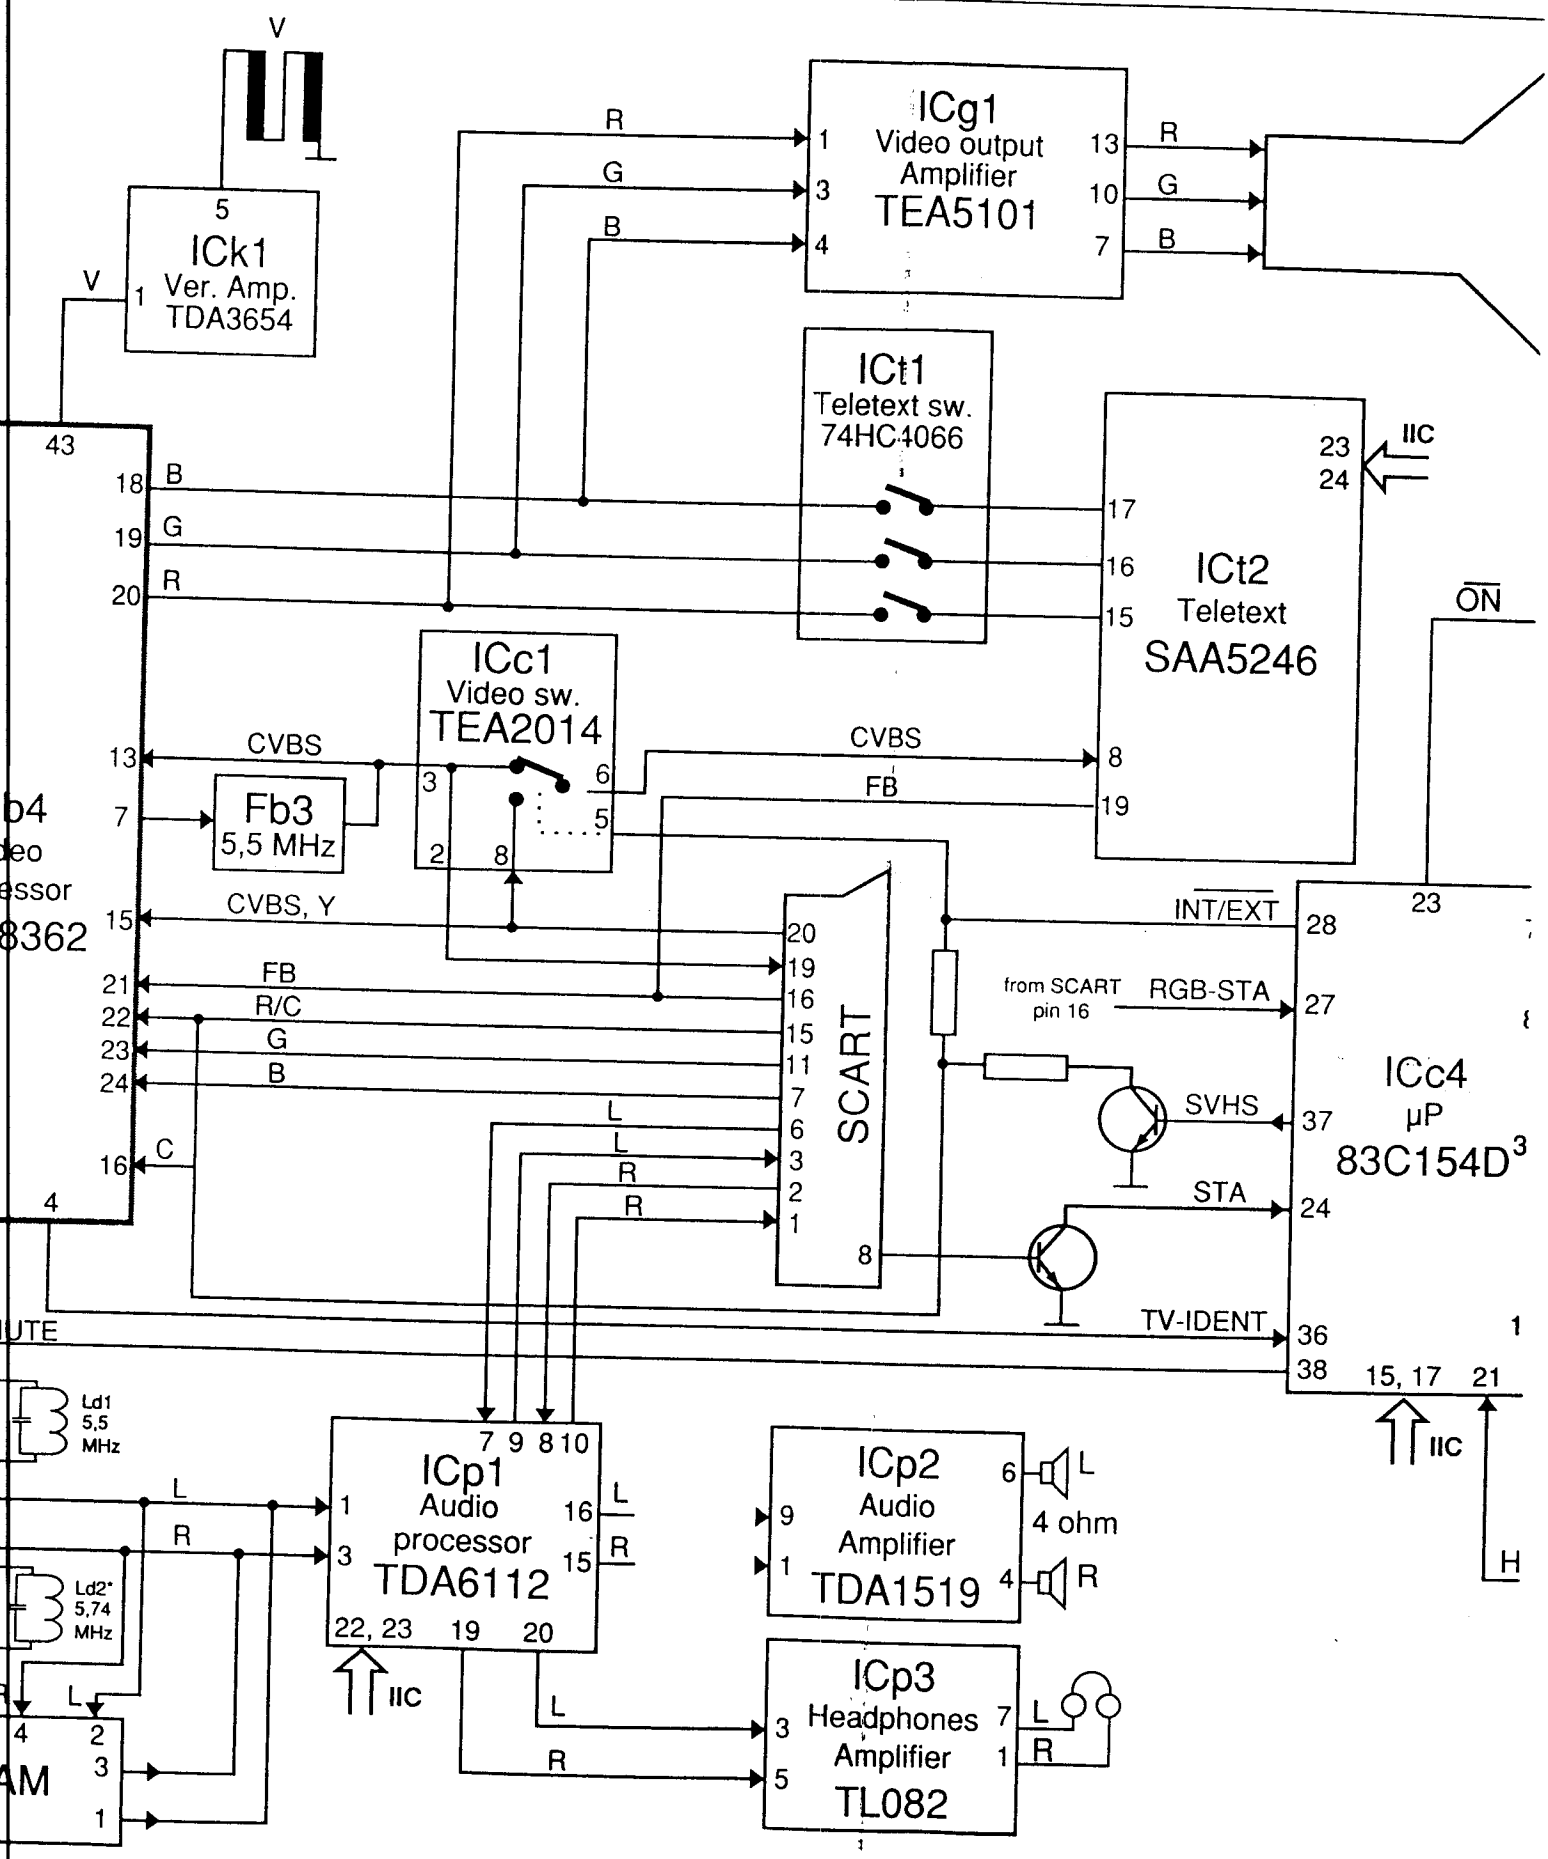 V
5
ICk1
Ver. Amp.
TDA3654
V
1
43
ICg1
Video output
Amplifier
TEA5101
R
1
G
3
B
4
13
R
10
G
7
B
ICt1
Teletext sw.
74HC4066
23
24
IIC
17
16
15
ICt2
Teletext
SAA5246
8
19
18
B
19
G
20
R
ICc1
Video sw.
TEA2014
3
6
5
2
8
CVBS
FB
13
CVBS
7
Fb3
5,5 MHz
b4
deo
essor
8362
15
CVBS, Y
21
FB
22
R/C
23
G
24
B
16
C
4
L
L
R
R
SCART
20
19
16
15
11
7
6
3
2
1
8
ON
23
INT/EXT
28
from SCART
pin 16
RGB-STA
27
ICc4
µP
83C154D3
SVHS
37
STA
24
TV-IDENT
36
38
15, 17
21
1
IIC
H
UTE
Ld1
5,5
MHz
L
1
R
3
7
9
8
10
ICp1
Audio
processor
TDA6112
16
L
15
R
22, 23
19
20
IIC
Ld2*
5,74
MHz
L
4
2
3
1
AM
ICp2
Audio
Amplifier
TDA1519
9
1
6
L
4 ohm
4
R
L
R
ICp3
Headphones
Amplifier
TL082
3
5
7
L
1
R